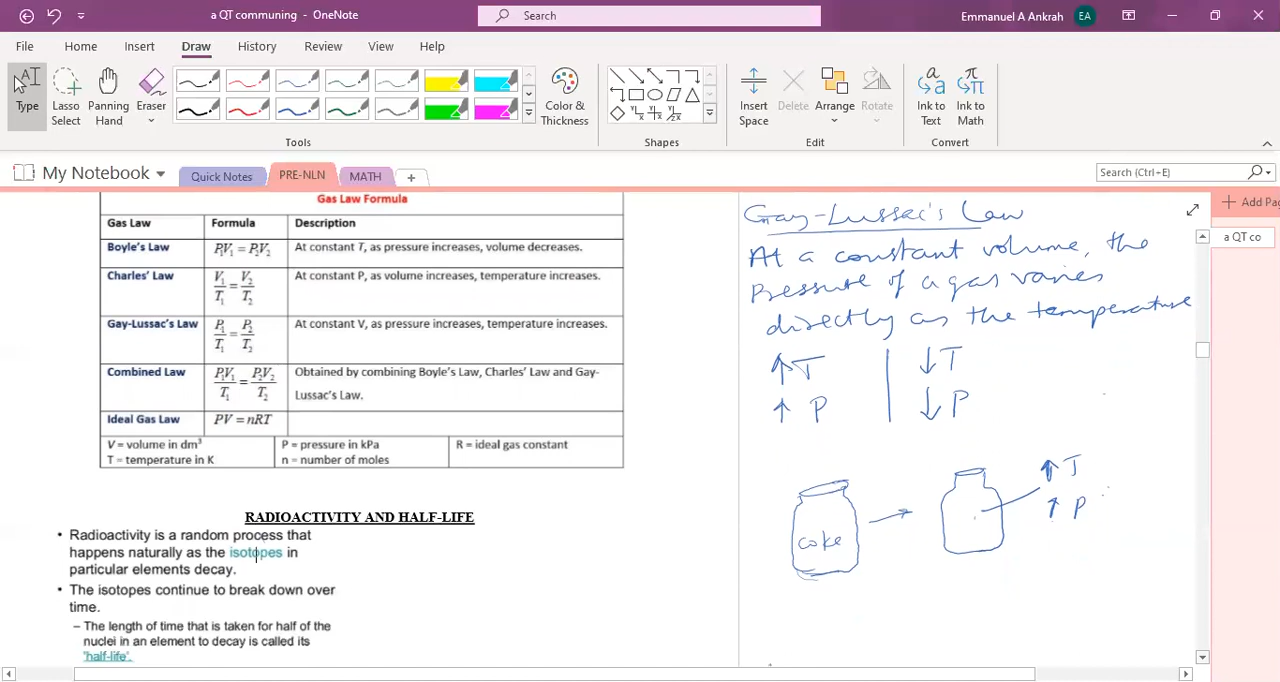 a QT communing - OneNote
Search
Emmanuel A Ankrah
EA
File Home Insert Draw History Review View Help
Type
Lasso Select
Panning Hand
Eraser
Color & Thickness
Insert Space
Delete
Arrange
Rotate
Ink to Text
Ink to Math
Tools
Shapes
Edit
Convert
My Notebook
Quick Notes
PRE-NLN
MATH
Search (Ctrl+E)
Add Pag
a QT co
Gas Law Formula
Gas Law Formula Description
Boyle's Law P₁V₁ = P₂V₂ At constant T, as pressure increases, volume decreases.
Charles' Law V₁/T₁ = V₂/T₂ At constant P, as volume increases, temperature increases.
Gay-Lussac's Law P₁/T₁ = P₂/T₂ At constant V, as pressure increases, temperature increases.
Combined Law P₁V₁/T₁ = P₂V₂/T₂ Obtained by combining Boyle's Law, Charles' Law and Gay-
Lussac's Law.
Ideal Gas Law PV = nRT
V = volume in dm³ P = pressure in kPa R = ideal gas constant
T = temperature in K n = number of moles
RADIOACTIVITY AND HALF-LIFE
• Radioactivity is a random process that
happens naturally as the isotopes in
particular elements decay.
• The isotopes continue to break down over
time.
– The length of time that is taken for half of the
nuclei in an element to decay is called its
'half-life'.
Gay-Lussac's Law
At a constant volume, the
pressure of a gas varies
directly as the temperature
↑ T ↓ T
↑ P ↓ P
coke
↑ T
↑ P